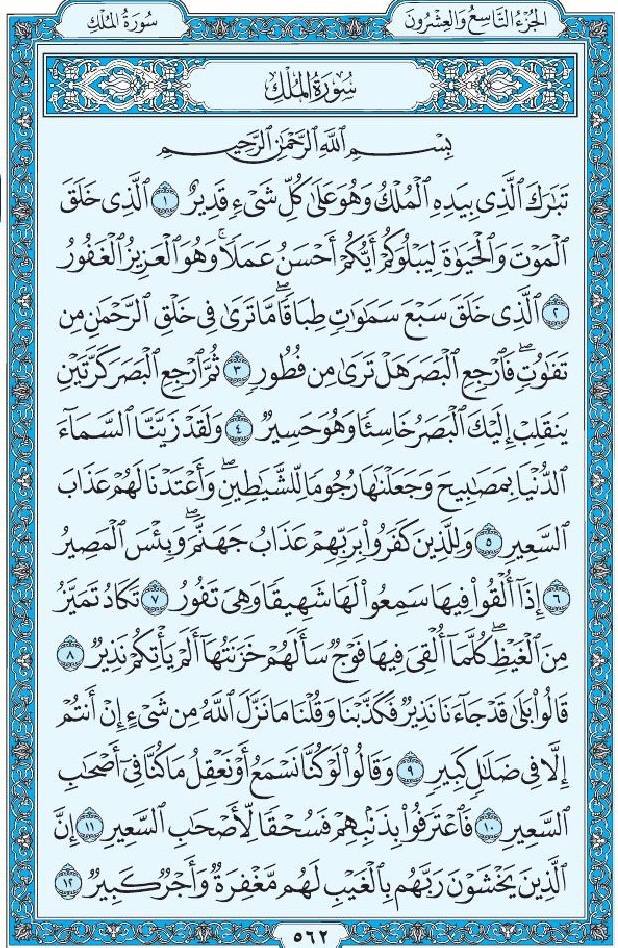 الجُزْءُ التَّاسِعُ وَالعِشْرُونَ
سُورَةُ المُلْكِ
سُورَةُ المُلْكِ
بِسْمِ اللَّهِ الرَّحْمَٰنِ الرَّحِيمِ
تَبَٰرَكَ ٱلَّذِى بِيَدِهِ ٱلْمُلْكُ وَهُوَ عَلَىٰ كُلِّ شَىْءٍ قَدِيرٌ ١ ٱلَّذِى خَلَقَ
ٱلْمَوْتَ وَٱلْحَيَوٰةَ لِيَبْلُوَكُمْ أَيُّكُمْ أَحْسَنُ عَمَلًا ۚ وَهُوَ ٱلْعَزِيزُ ٱلْغَفُورُ
٢ ٱلَّذِى خَلَقَ سَبْعَ سَمَٰوَٰتٍ طِبَاقًا ۖ مَّا تَرَىٰ فِى خَلْقِ ٱلرَّحْمَٰنِ مِن
تَفَٰوُتٍ ۖ فَٱرْجِعِ ٱلْبَصَرَ هَلْ تَرَىٰ مِن فُطُورٍ ٣ ثُمَّ ٱرْجِعِ ٱلْبَصَرَ كَرَّتَيْنِ
يَنقَلِبْ إِلَيْكَ ٱلْبَصَرُ خَاسِئًا وَهُوَ حَسِيرٌ ٤ وَلَقَدْ زَيَّنَّا ٱلسَّمَآءَ
ٱلدُّنْيَا بِمَصَٰبِيحَ وَجَعَلْنَٰهَا رُجُومًا لِّلشَّيَٰطِينِ ۖ وَأَعْتَدْنَا لَهُمْ عَذَابَ
ٱلسَّعِيرِ ٥ وَلِلَّذِينَ كَفَرُوا۟ بِرَبِّهِمْ عَذَابُ جَهَنَّمَ ۖ وَبِئْسَ ٱلْمَصِيرُ
٦ إِذَآ أُلْقُوا۟ فِيهَا سَمِعُوا۟ لَهَا شَهِيقًا وَهِىَ تَفُورُ ٧ تَكَادُ تَمَيَّزُ
مِنَ ٱلْغَيْظِ ۖ كُلَّمَآ أُلْقِىَ فِيهَا فَوْجٌ سَأَلَهُمْ خَزَنَتُهَآ أَلَمْ يَأْتِكُمْ نَذِيرٌ ٨
قَالُوا۟ بَلَىٰ قَدْ جَآءَنَا نَذِيرٌ فَكَذَّبْنَا وَقُلْنَا مَا نَزَّلَ ٱللَّهُ مِن شَىْءٍ إِنْ أَنتُمْ
إِلَّا فِى ضَلَٰلٍ كَبِيرٍ ٩ وَقَالُوا۟ لَوْ كُنَّا نَسْمَعُ أَوْ نَعْقِلُ مَا كُنَّا فِىٓ أَصْحَٰبِ
ٱلسَّعِيرِ ١٠ فَٱعْتَرَفُوا۟ بِذَنۢبِهِمْ فَسُحْقًا لِّأَصْحَٰبِ ٱلسَّعِيرِ ١١ إِنَّ
ٱلَّذِينَ يَخْشَوْنَ رَبَّهُم بِٱلْغَيْبِ لَهُم مَّغْفِرَةٌ وَأَجْرٌ كَبِيرٌ ١٢
٥٦٢